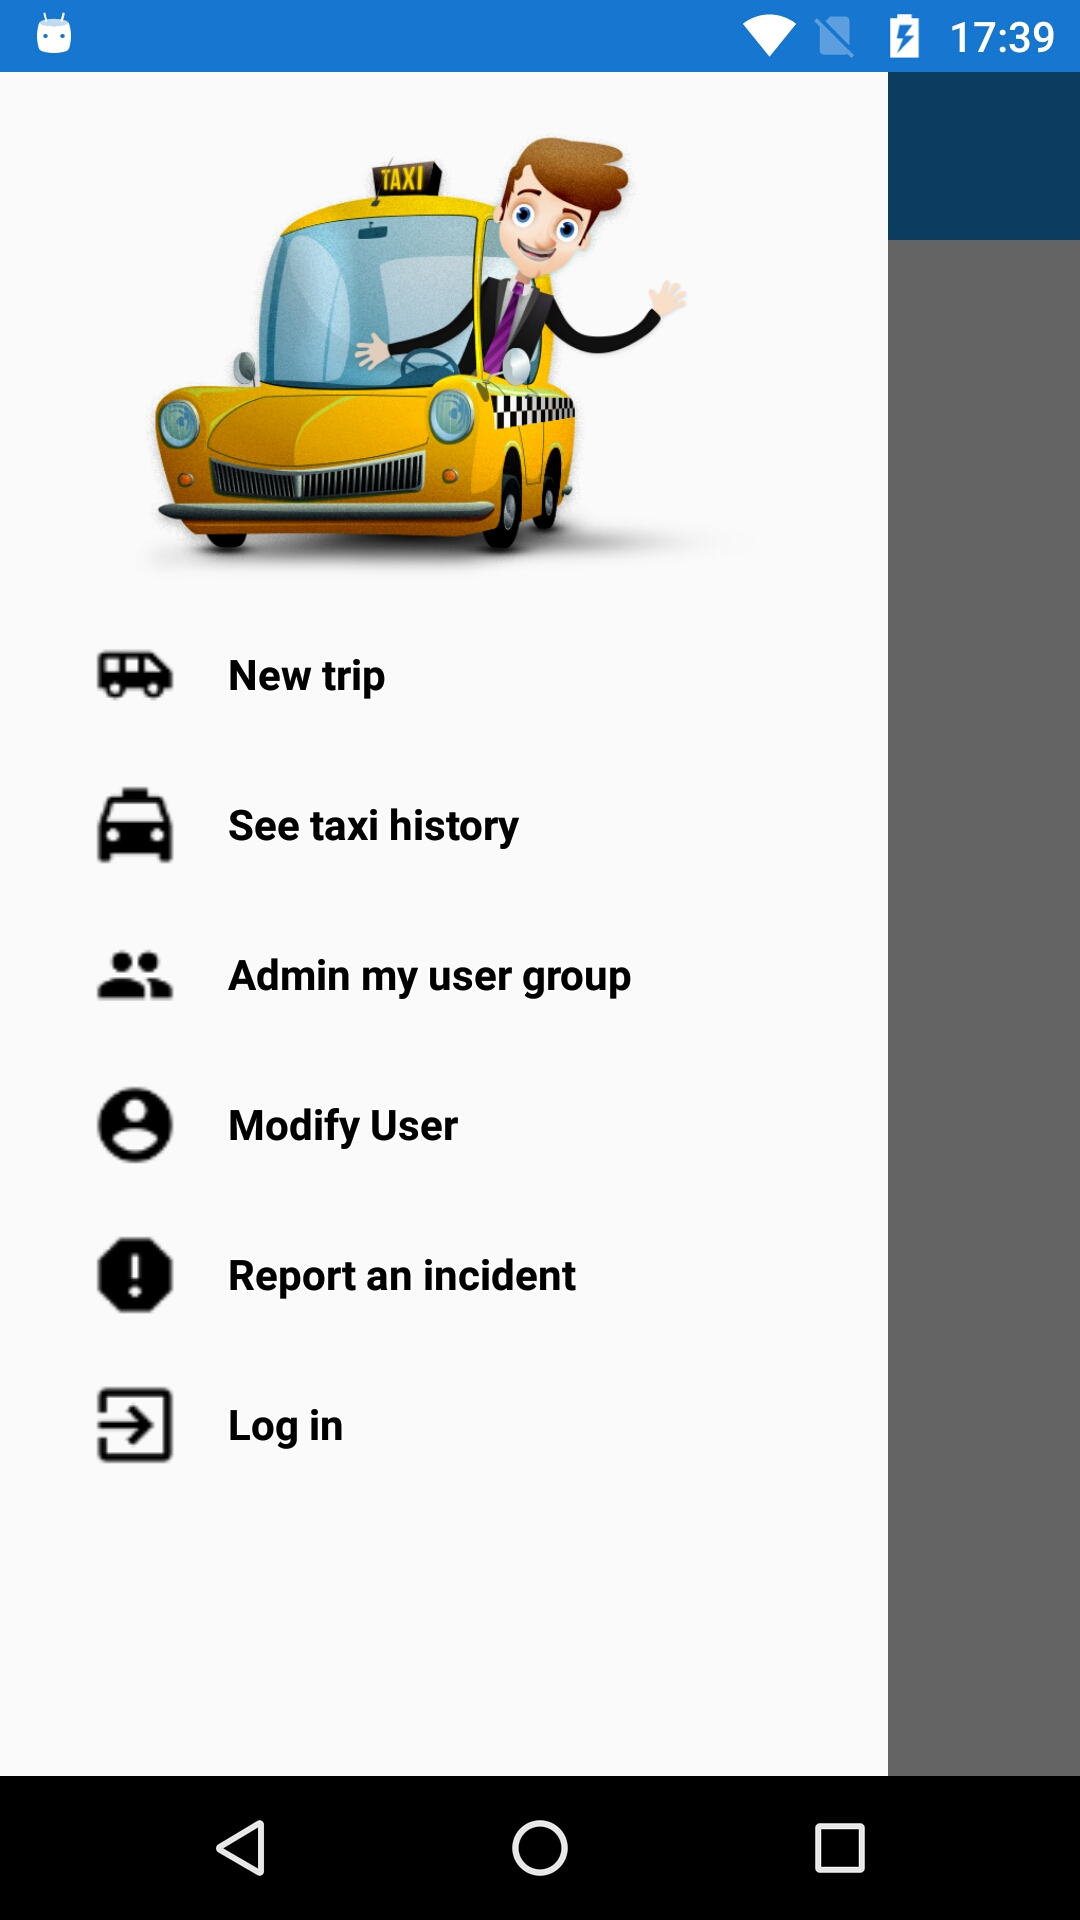 17:39
TAXI
New trip
See taxi history
Admin my user group
Modify User
Report an incident
Log in